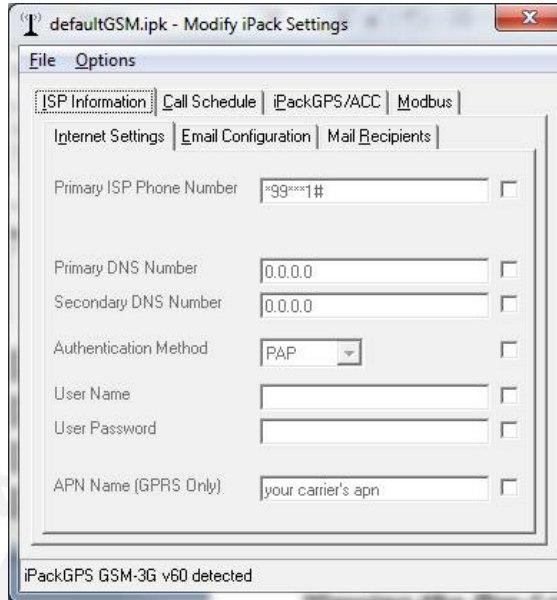 defaultGSM.ipk - Modify iPack Settings
File Options
ISP Information Call Schedule iPackGPS/ACC Modbus
Internet Settings Email Configuration Mail Recipients
Primary ISP Phone Number *99***1#
Primary DNS Number 0.0.0.0
Secondary DNS Number 0.0.0.0
Authentication Method PAP
User Name
User Password
APN Name (GPRS Only) your carrier's apn
iPackGPS GSM-3G v60 detected